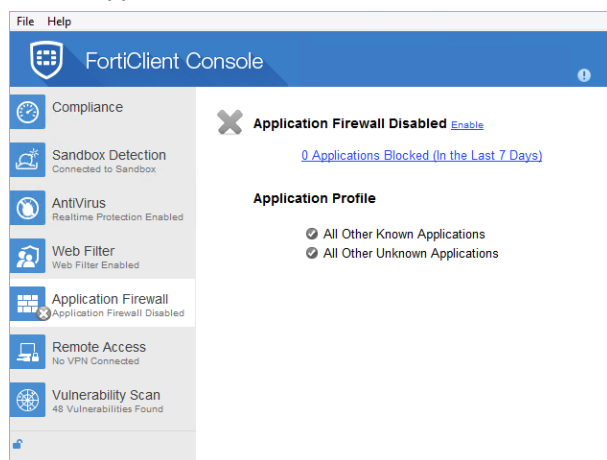 File Help
FortiClient Console
Compliance
Sandbox Detection
Connected to Sandbox
AntiVirus
Realtime Protection Enabled
Web Filter
Web Filter Enabled
Application Firewall
Application Firewall Disabled
Remote Access
No VPN Connected
Vulnerability Scan
48 Vulnerabilities Found
Application Firewall Disabled Enable
0 Applications Blocked (In the Last 7 Days)
Application Profile
All Other Known Applications
All Other Unknown Applications